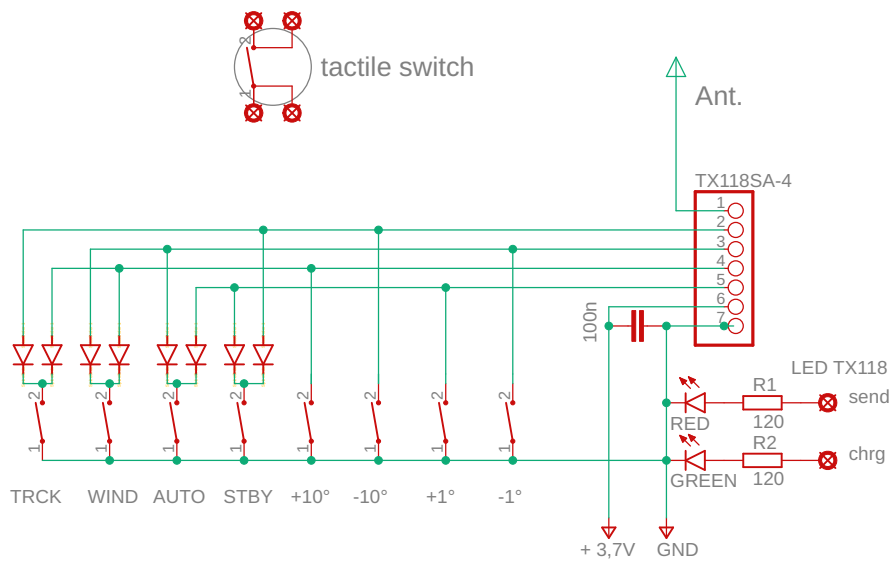 2
tactile switch
1
Ant.
TX118SA-4
1
2
3
4
5
6
7
100n
LED TX118
R1
send
RED
120
R2
chrg
GREEN
120
2 2 2 2 2 2 2 2
1 1 1 1 1 1 1 1
TRCK WIND AUTO STBY +10° -10° +1° -1°
+ 3,7V GND